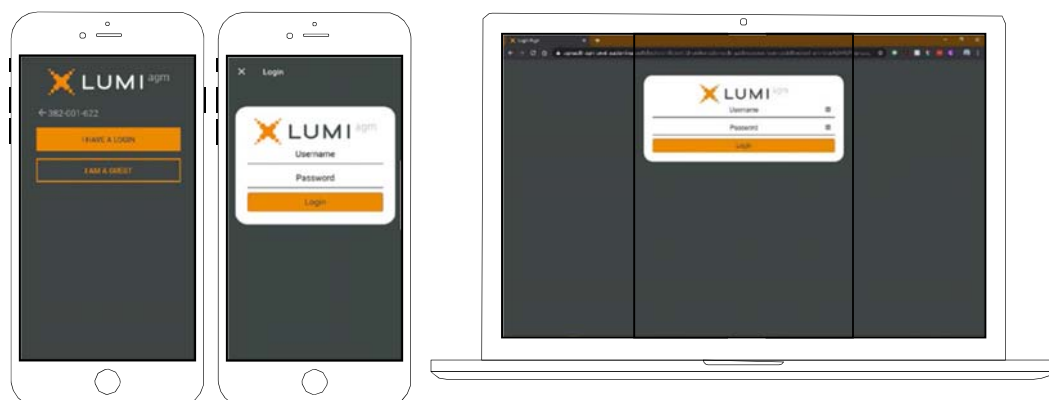 LUMI agm
382-001-622
I HAVE A LOGIN
I AM A GUEST
Login
LUMI agm
Username
Password
Login
LUMI agm
Username
Password
Login